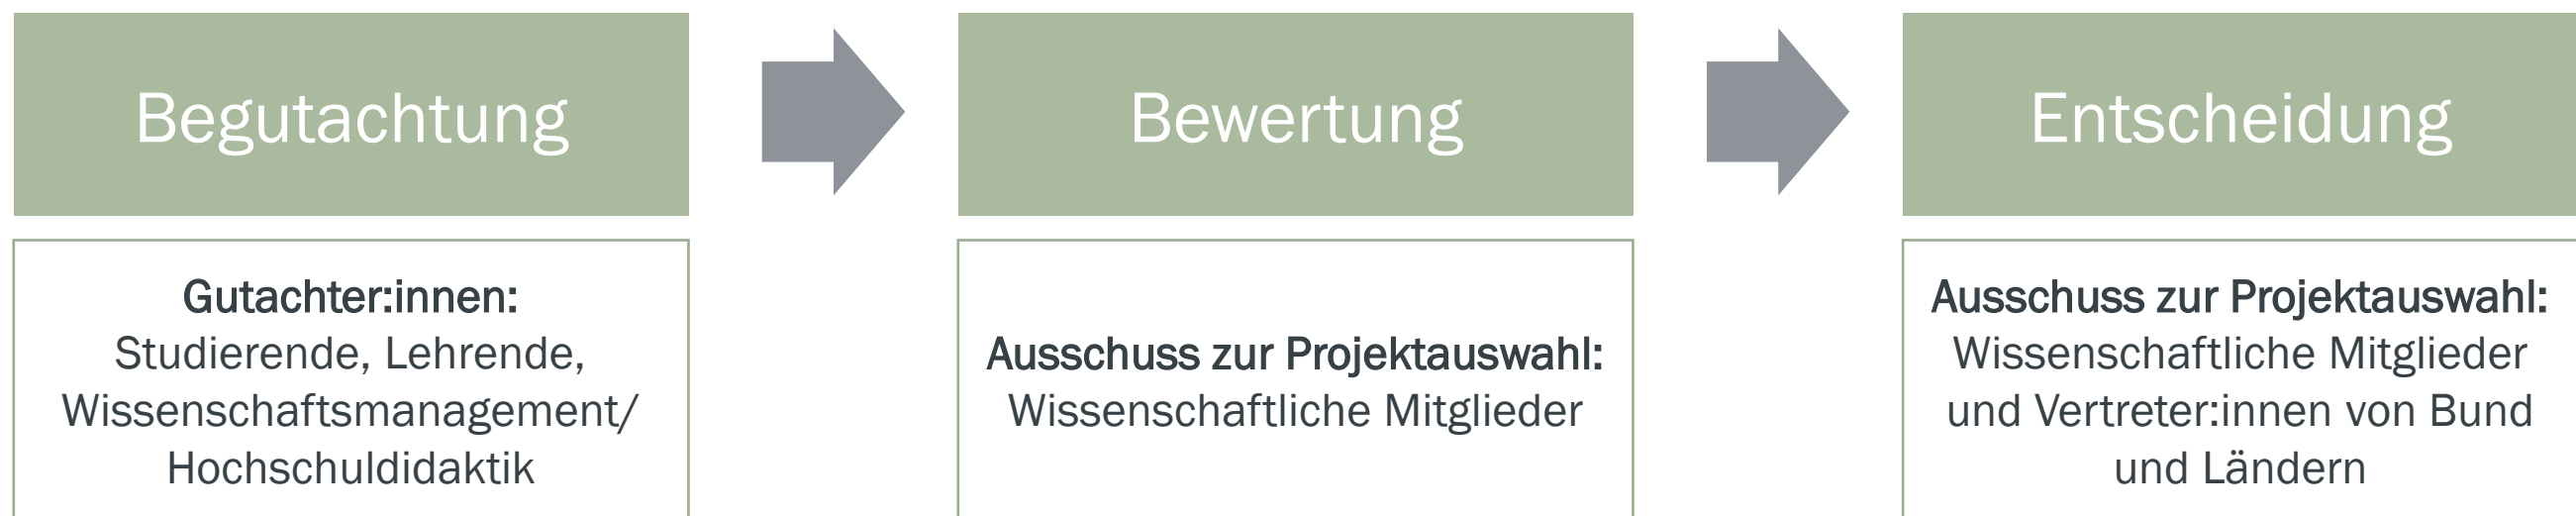 Begutachtung
Gutachter:innen:
Studierende, Lehrende,
Wissenschaftsmanagement/
Hochschuldidaktik
Bewertung
Ausschuss zur Projektauswahl:
Wissenschaftliche Mitglieder
Entscheidung
Ausschuss zur Projektauswahl:
Wissenschaftliche Mitglieder
und Vertreter:innen von Bund
und Ländern